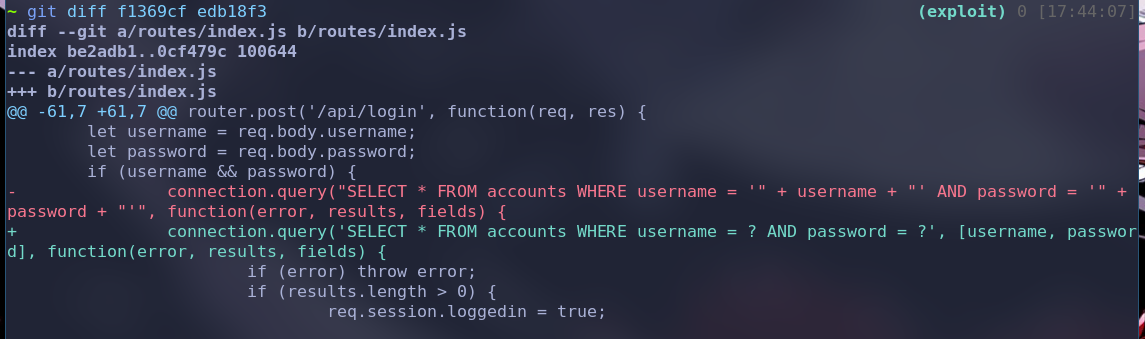 ~ git diff f1369cf edb18f3 (exploit) 0 [17:44:07]
diff --git a/routes/index.js b/routes/index.js
index be2adb1..0cf479c 100644
--- a/routes/index.js
+++ b/routes/index.js
@@ -61,7 +61,7 @@ router.post('/api/login', function(req, res) {
        let username = req.body.username;
        let password = req.body.password;
        if (username && password) {
-               connection.query("SELECT * FROM accounts WHERE username = '" + username + "' AND password = '" +
password + "'", function(error, results, fields) {
+               connection.query('SELECT * FROM accounts WHERE username = ? AND password = ?', [username, passwor
d], function(error, results, fields) {
                        if (error) throw error;
                        if (results.length > 0) {
                                req.session.loggedin = true;